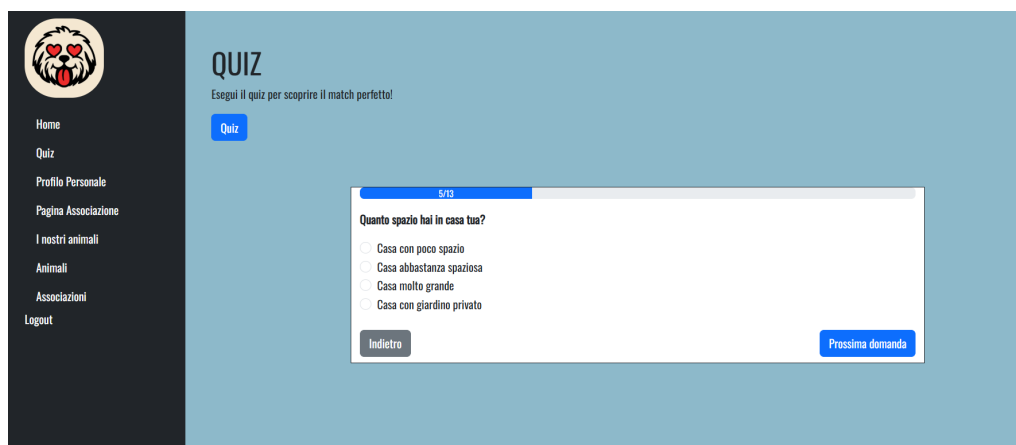 Home
Quiz
Profilo Personale
Pagina Associazione
I nostri animali
Animali
Associazioni
Logout
QUIZ
Esegui il quiz per scoprire il match perfetto!
Quiz
5/13
Quanto spazio hai in casa tua?
Casa con poco spazio
Casa abbastanza spaziosa
Casa molto grande
Casa con giardino privato
Indietro
Prossima domanda